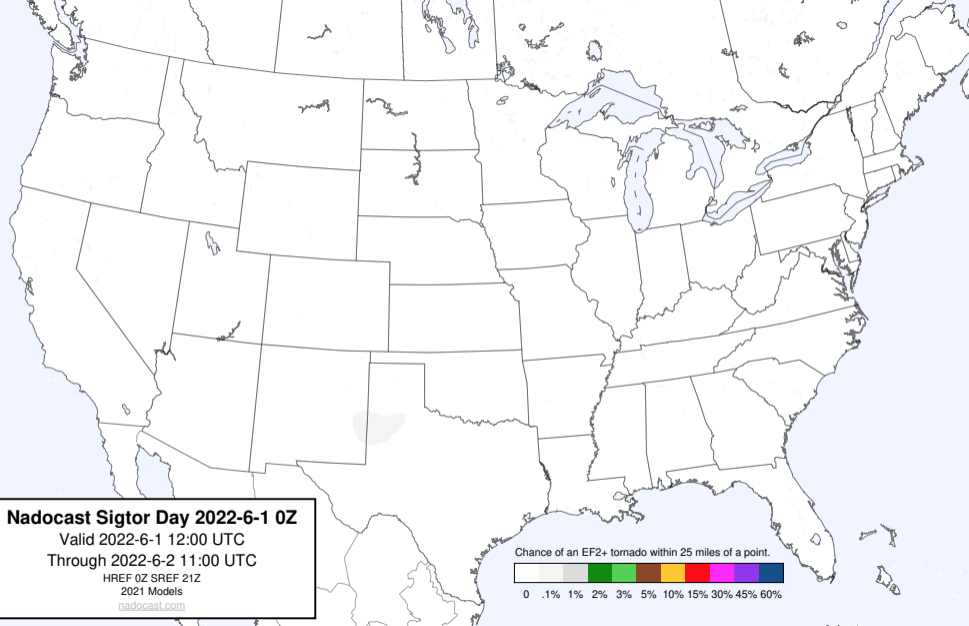 Nadocast Sigtor Day 2022-6-1 0Z
Valid 2022-6-1 12:00 UTC
Through 2022-6-2 11:00 UTC
HREF 0Z SREF 21Z
2021 Models
nadocast.com
Chance of an EF2+ tornado within 25 miles of a point.
0 .1% 1% 2% 3% 5% 10% 15% 30% 45% 60%